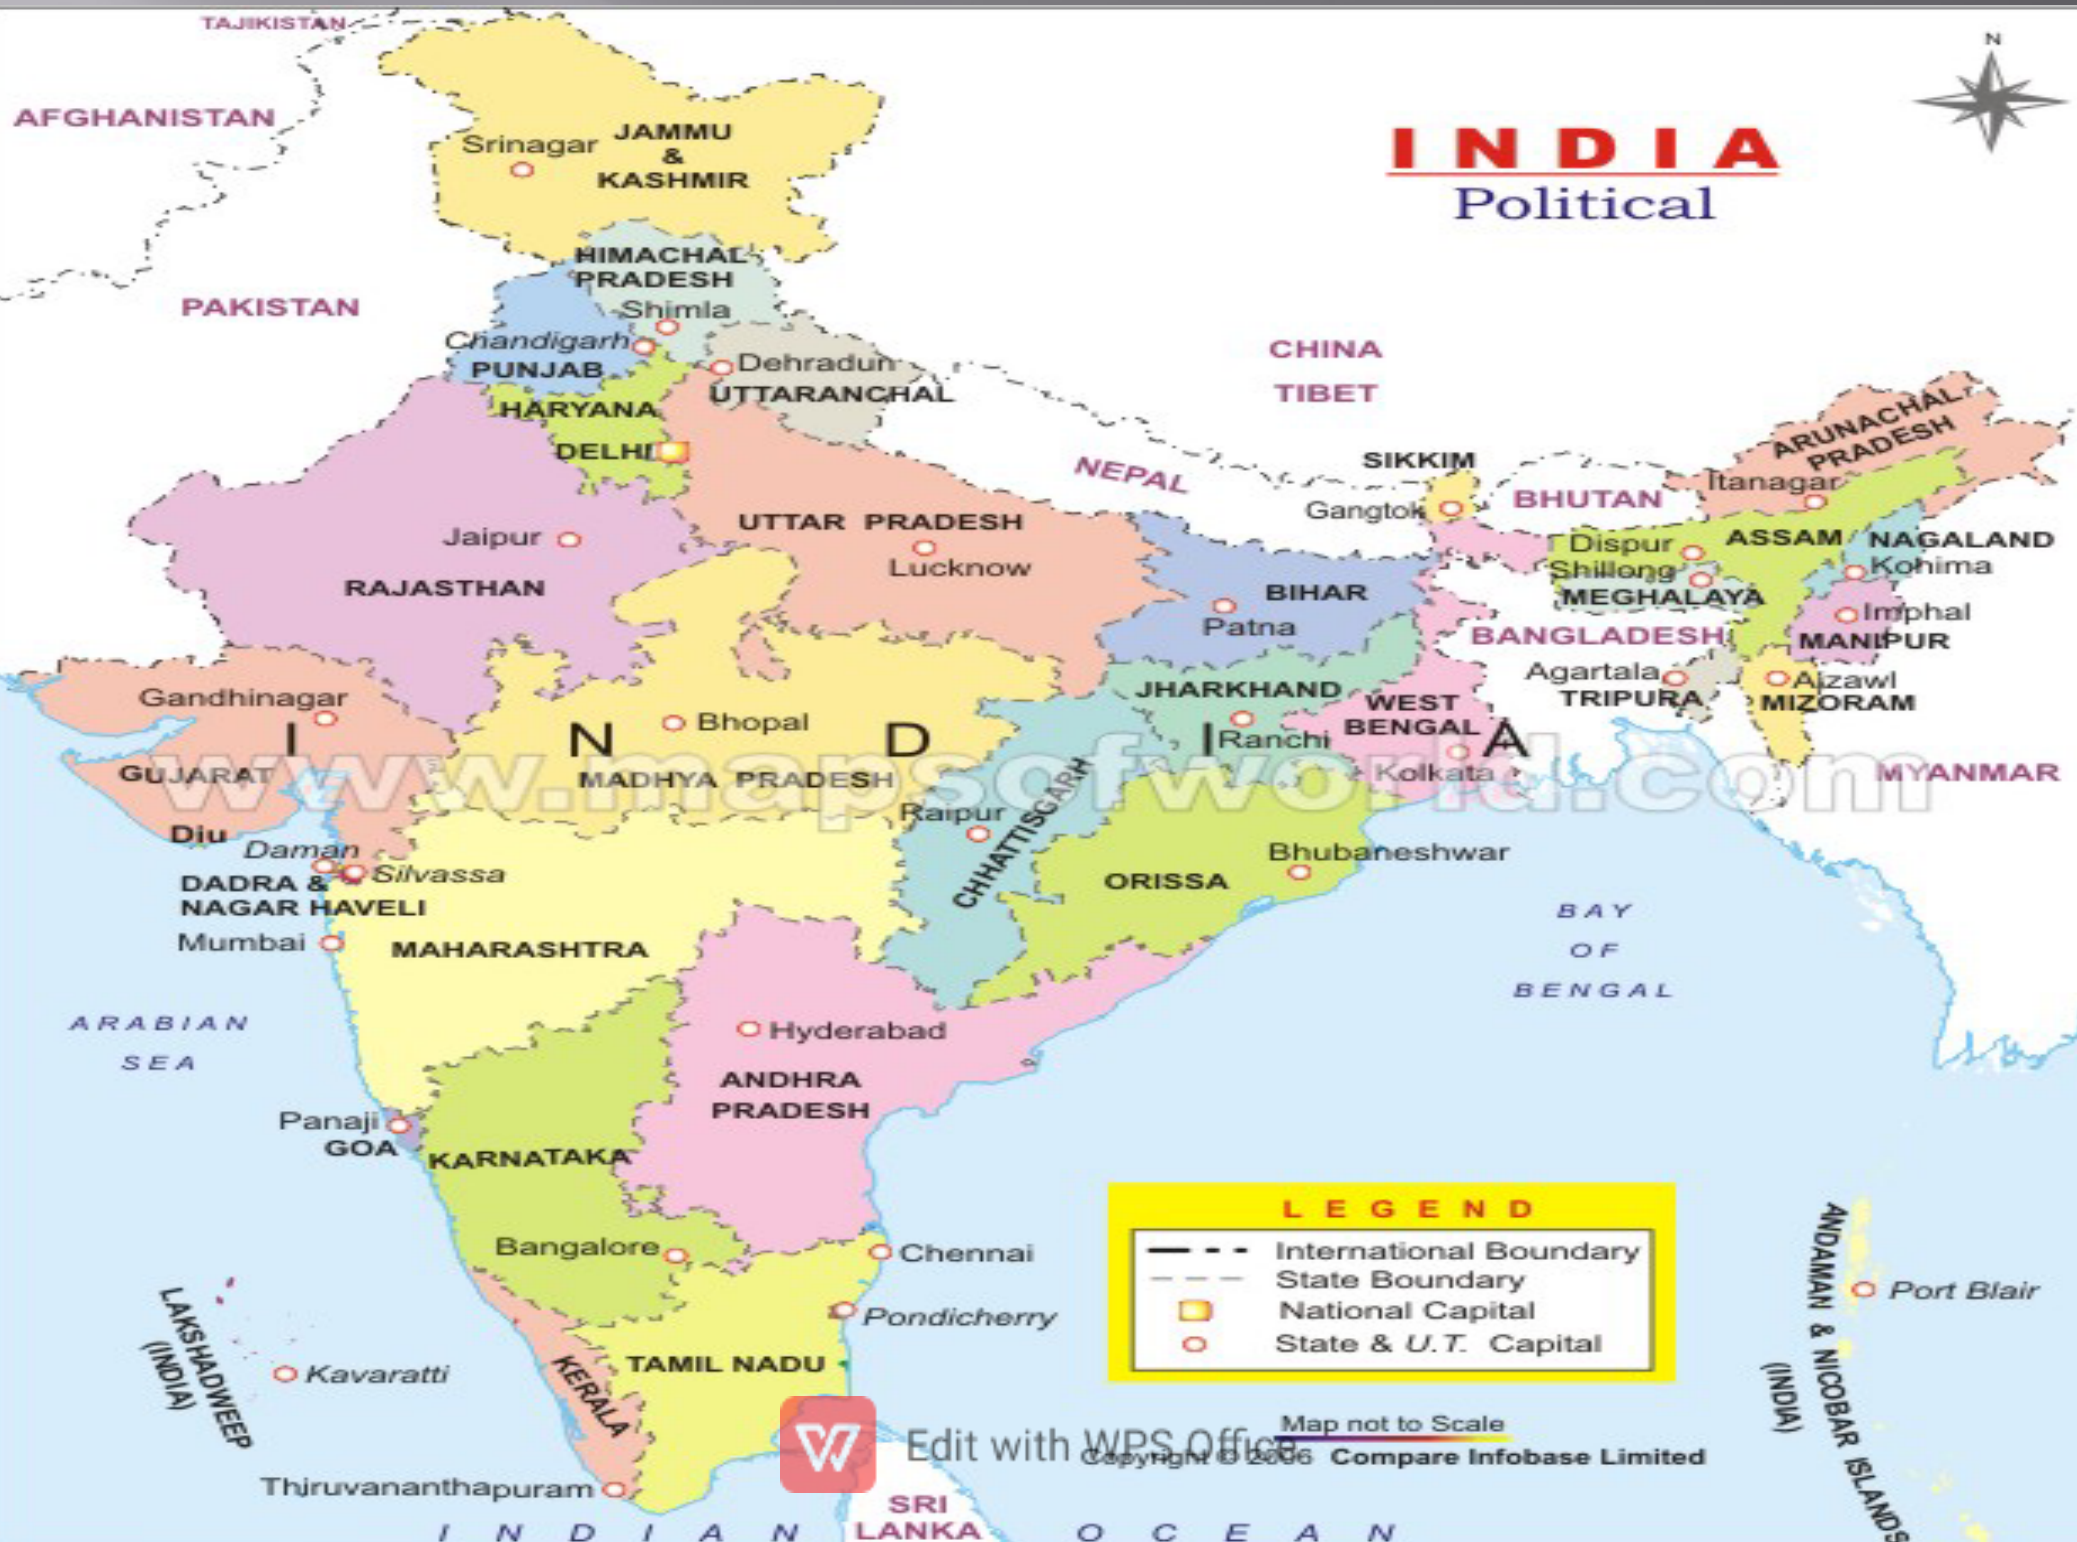 TAJIKISTAN
AFGHANISTAN
N
INDIA
Political
Srinagar
JAMMU
&
KASHMIR
HIMACHAL
PRADESH
Shimla
PAKISTAN
Chandigarh
PUNJAB
Dehradun
UTTARANCHAL
CHINA
TIBET
HARYANA
DELHI
NEPAL
SIKKIM
Gangtok
BHUTAN
ARUNACHAL
PRADESH
Itanagar
Jaipur
RAJASTHAN
UTTAR PRADESH
Lucknow
BIHAR
Patna
Dispur
ASSAM
NAGALAND
Kohima
Shillong
MEGHALAYA
Imphal
MANIPUR
BANGLADESH
Agartala
TRIPURA
Aizawl
MIZORAM
Gandhinagar
GUJARAT
Bhopal
MADHYA PRADESH
JHARKHAND
Ranchi
WEST
BENGAL
Kolkata
I N D I A
www.mapsofworld.com
MYANMAR
Diu
Daman
Silvassa
DADRA &
NAGAR HAVELI
Mumbai
MAHARASHTRA
Raipur
CHHATTISGARH
ORISSA
Bhubaneshwar
BAY
OF
BENGAL
ARABIAN
SEA
Hyderabad
ANDHRA
PRADESH
Panaji
GOA
KARNATAKA
Bangalore
Chennai
Pondicherry
LEGEND
International Boundary
State Boundary
National Capital
State & U.T. Capital
ANDAMAN & NICOBAR ISLANDS
(INDIA)
Port Blair
LAKSHADWEEP
(INDIA)
Kavaratti
KERALA
TAMIL NADU
Thiruvananthapuram
Map not to Scale
Edit with WPS Office
Copyright © 2006 Compare Infobase Limited
SRI
LANKA
INDIAN OCEAN